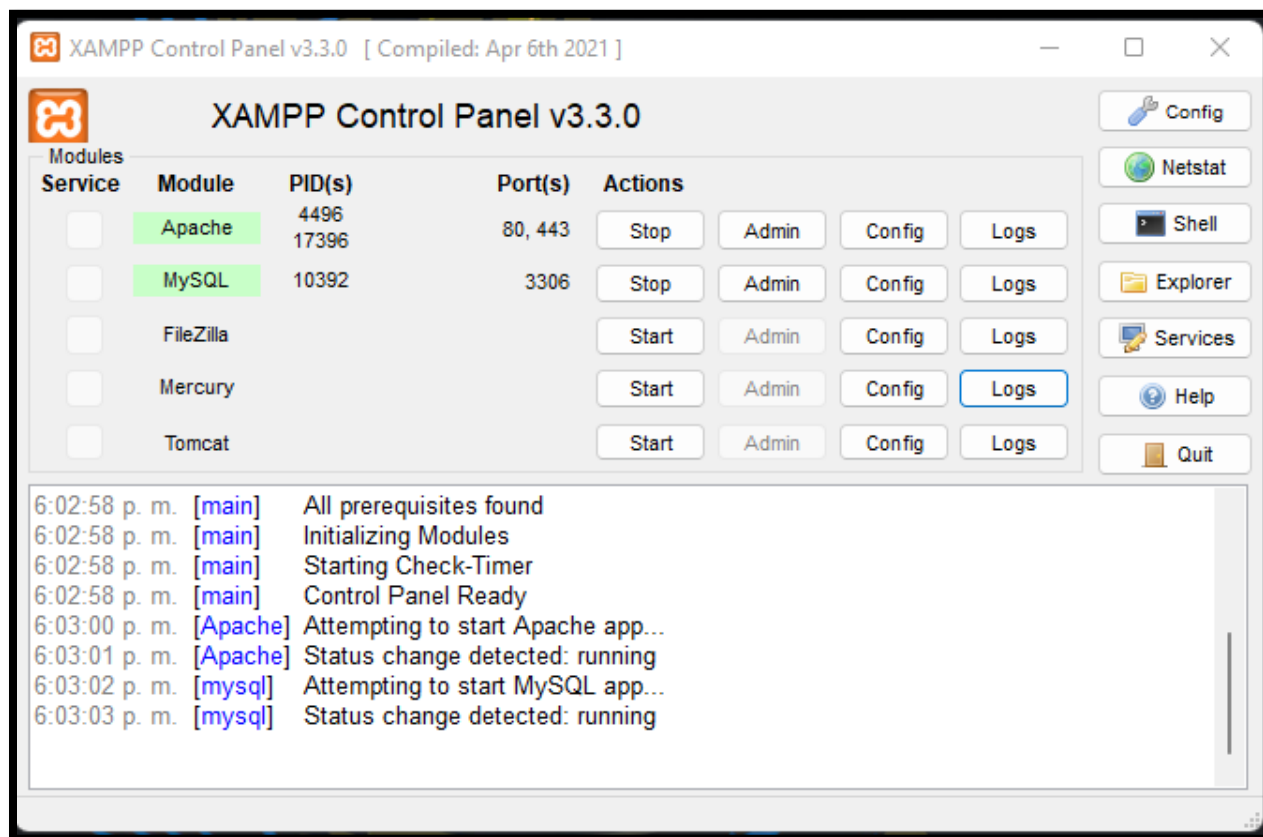 XAMPP Control Panel v3.3.0 [ Compiled: Apr 6th 2021 ]
XAMPP Control Panel v3.3.0
Config
Modules
Service Module PID(s) Port(s) Actions
Netstat
Apache 4496 17396 80, 443 Stop Admin Config Logs
Shell
MySQL 10392 3306 Stop Admin Config Logs
Explorer
FileZilla Start Admin Config Logs
Services
Mercury Start Admin Config Logs
Help
Tomcat Start Admin Config Logs
Quit
6:02:58 p. m. [main] All prerequisites found
6:02:58 p. m. [main] Initializing Modules
6:02:58 p. m. [main] Starting Check-Timer
6:02:58 p. m. [main] Control Panel Ready
6:03:00 p. m. [Apache] Attempting to start Apache app...
6:03:01 p. m. [Apache] Status change detected: running
6:03:02 p. m. [mysql] Attempting to start MySQL app...
6:03:03 p. m. [mysql] Status change detected: running